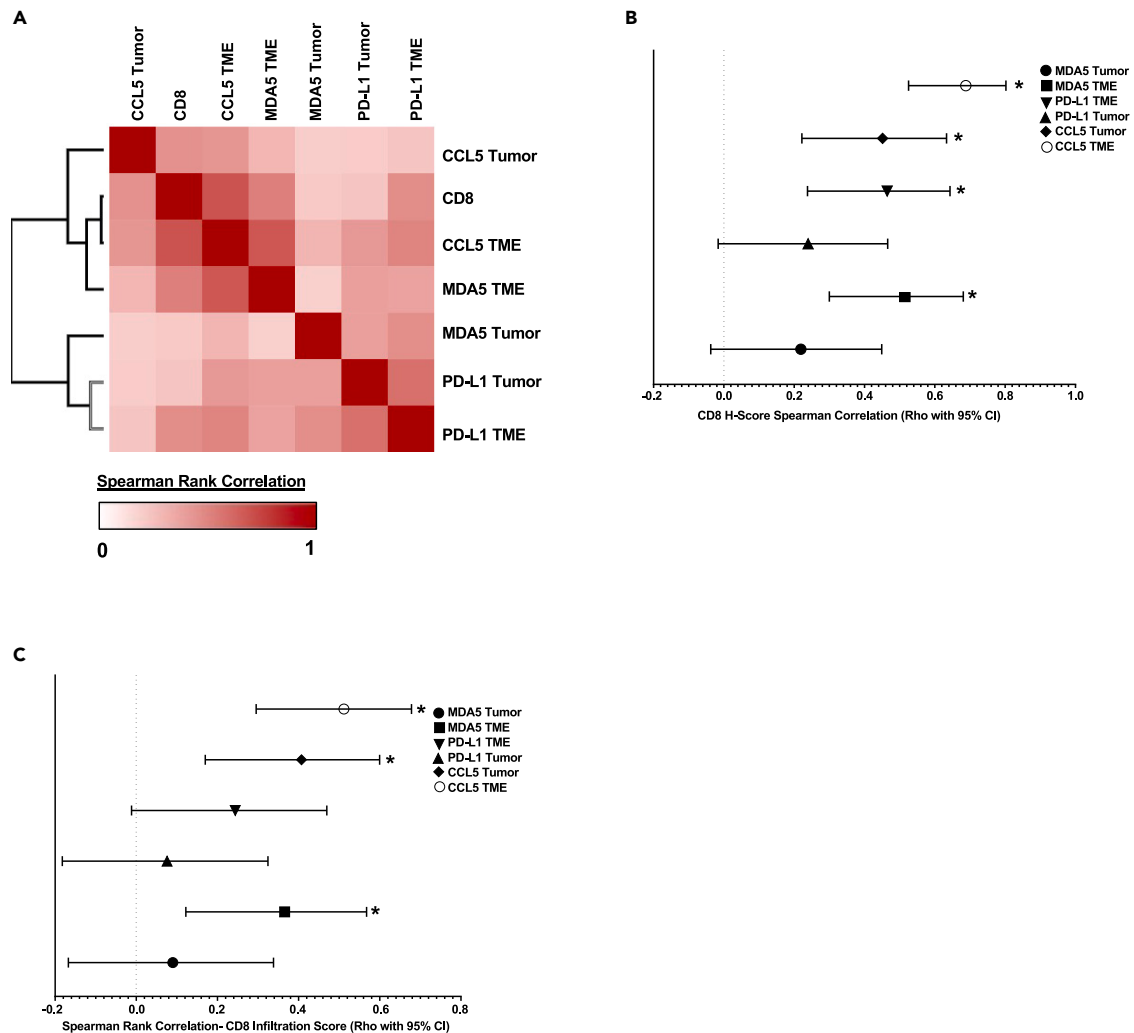 A
CCL5 Tumor
CD8
CCL5 TME
MDA5 TME
MDA5 Tumor
PD-L1 Tumor
PD-L1 TME
CCL5 Tumor
CD8
CCL5 TME
MDA5 TME
MDA5 Tumor
PD-L1 Tumor
PD-L1 TME
Spearman Rank Correlation
0 1
B
*
*
*
*
MDA5 Tumor
MDA5 TME
PD-L1 TME
PD-L1 Tumor
CCL5 Tumor
CCL5 TME
-0.2 0.0 0.2 0.4 0.6 0.8 1.0
CD8 H-Score Spearman Correlation (Rho with 95% CI)
C
*
*
*
MDA5 Tumor
MDA5 TME
PD-L1 TME
PD-L1 Tumor
CCL5 Tumor
CCL5 TME
-0.2 0.0 0.2 0.4 0.6 0.8
Spearman Rank Correlation- CD8 Infiltration Score (Rho with 95% CI)